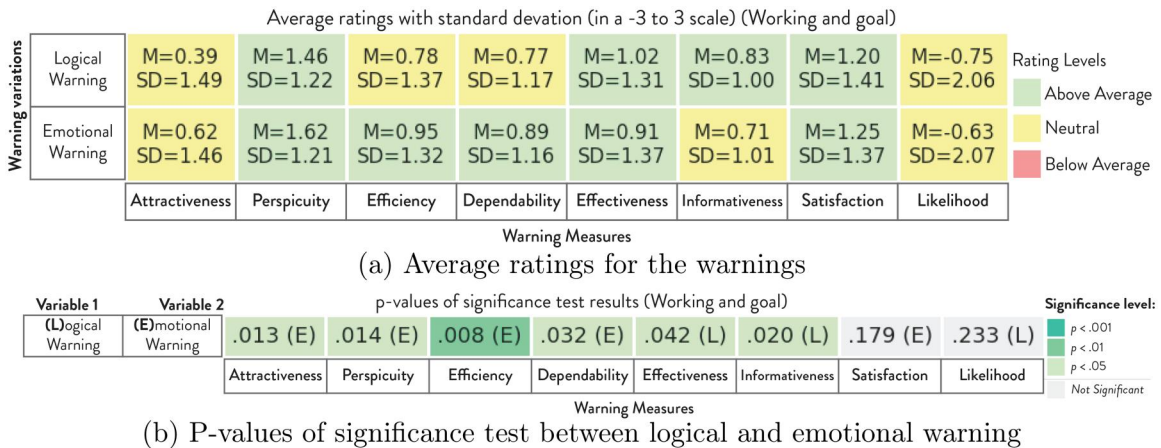 Average ratings with standard devation (in a -3 to 3 scale) (Working and goal)
Warning variations
Logical Warning M=0.39 SD=1.49 M=1.46 SD=1.22 M=0.78 SD=1.37 M=0.77 SD=1.17 M=1.02 SD=1.31 M=0.83 SD=1.00 M=1.20 SD=1.41 M=-0.75 SD=2.06
Emotional Warning M=0.62 SD=1.46 M=1.62 SD=1.21 M=0.95 SD=1.32 M=0.89 SD=1.16 M=0.91 SD=1.37 M=0.71 SD=1.01 M=1.25 SD=1.37 M=-0.63 SD=2.07
Attractiveness Perspicuity Efficiency Dependability Effectiveness Informativeness Satisfaction Likelihood
Warning Measures
Rating Levels
Above Average
Neutral
Below Average
(a) Average ratings for the warnings
Variable 1 Variable 2 p-values of significance test results (Working and goal)
(L)ogical Warning (E)motional Warning .013 (E) .014 (E) .008 (E) .032 (E) .042 (L) .020 (L) .179 (E) .233 (L)
Attractiveness Perspicuity Efficiency Dependability Effectiveness Informativeness Satisfaction Likelihood
Warning Measures
Significance level:
p < .001
p < .01
p < .05
Not Significant
(b) P-values of significance test between logical and emotional warning